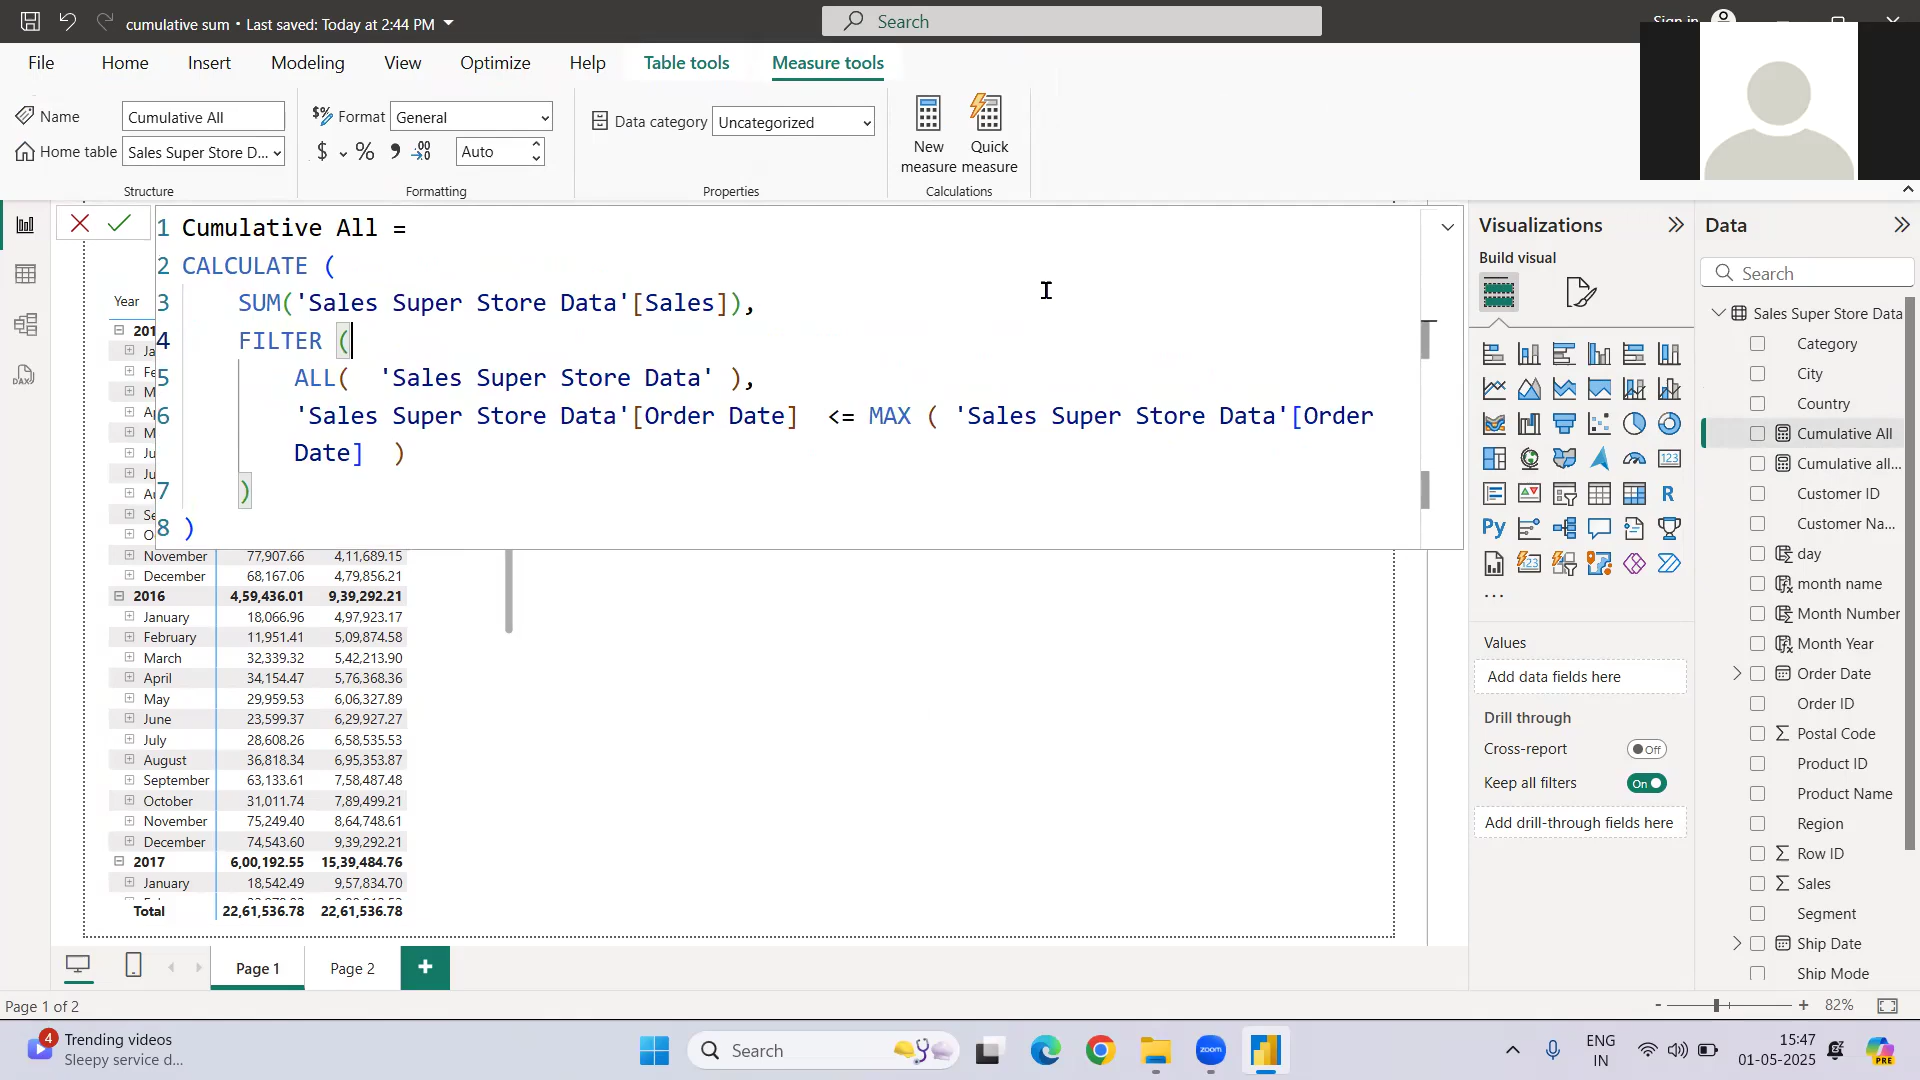 cumulative sum • Last saved: Today at 2:44 PM
Search
File
Home
Insert
Modeling
View
Optimize
Help
Table tools
Measure tools
Name
Cumulative All
Home table
Sales Super Store D...
Structure
Format
General
$
%
Auto
Formatting
Data category
Uncategorized
Properties
New
measure
Quick
measure
Calculations
1 Cumulative All =
2 CALCULATE (
3 SUM('Sales Super Store Data'[Sales]),
4 FILTER (
5 ALL( 'Sales Super Store Data' ),
6 'Sales Super Store Data'[Order Date] <= MAX ( 'Sales Super Store Data'[Order
Date] )
7 )
8 )
Year
November 77,907.66 4,11,689.15
December 68,167.06 4,79,856.21
2016 4,59,436.01 9,39,292.21
January 18,066.96 4,97,923.17
February 11,951.41 5,09,874.58
March 32,339.32 5,42,213.90
April 34,154.47 5,76,368.36
May 29,959.53 6,06,327.89
June 23,599.37 6,29,927.27
July 28,608.26 6,58,535.53
August 36,818.34 6,95,353.87
September 63,133.61 7,58,487.48
October 31,011.74 7,89,499.21
November 75,249.40 8,64,748.61
December 74,543.60 9,39,292.21
2017 6,00,192.55 15,39,484.76
January 18,542.49 9,57,834.70
Total 22,61,536.78 22,61,536.78
Visualizations
Build visual
123
R
Py
...
Values
Add data fields here
Drill through
Cross-report
Off
Keep all filters
On
Add drill-through fields here
Data
Search
Sales Super Store Data
Category
City
Country
Cumulative All
Cumulative all...
Customer ID
Customer Na...
day
month name
Month Number
Month Year
Order Date
Order ID
Postal Code
Product ID
Product Name
Region
Row ID
Sales
Segment
Ship Date
Ship Mode
Page 1
Page 2
+
Page 1 of 2
- + 82%
4
Trending videos
Sleepy service d...
Search
zoom
ENG
IN
15:47
01-05-2025
PRE